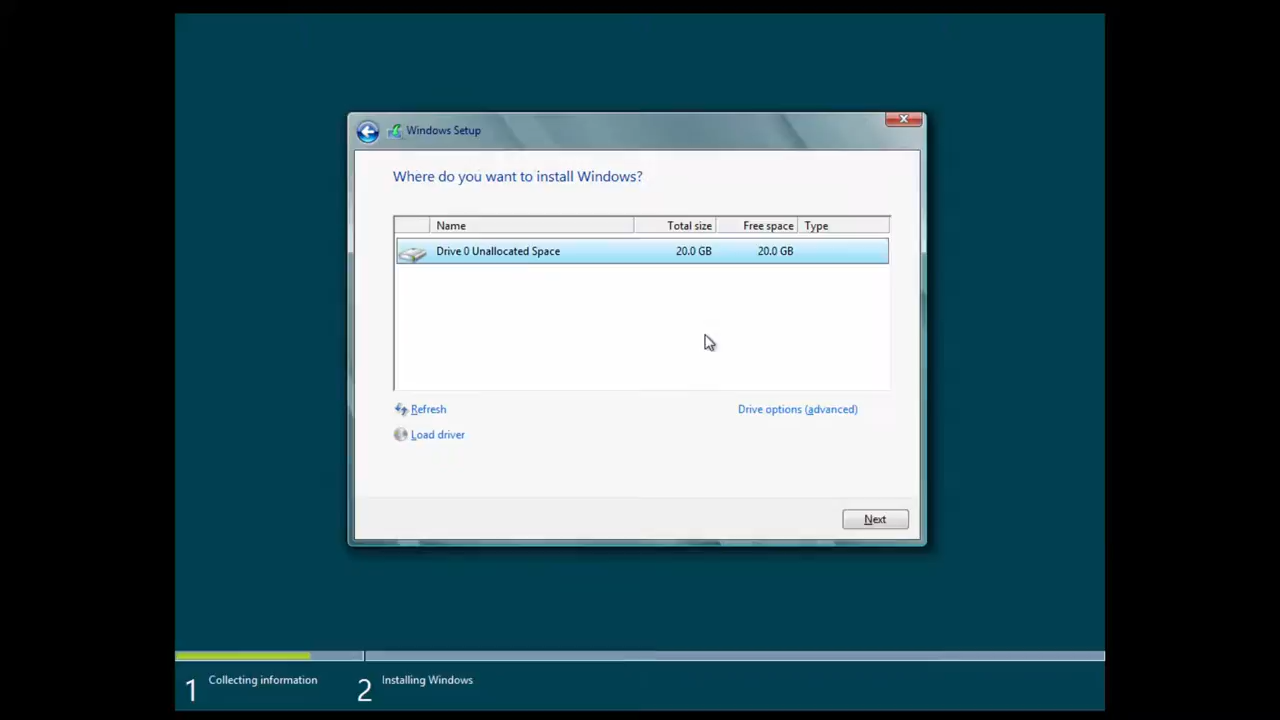 Windows Setup
Where do you want to install Windows?
Name Total size Free space Type
Drive 0 Unallocated Space 20.0 GB 20.0 GB
Refresh Drive options (advanced)
Load driver
Next
1 Collecting information 2 Installing Windows